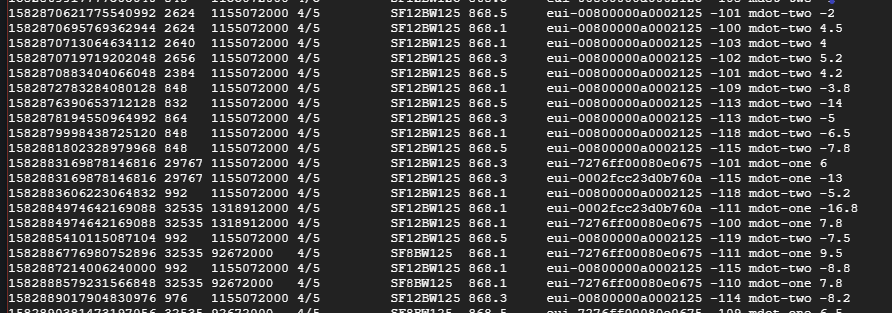 1582870621775540992 2624 1155072000 4/5 SF12BW125 868.5 eui-00800000a0002125 -101 mdot-two -2
1582870695769362944 2624 1155072000 4/5 SF12BW125 868.1 eui-00800000a0002125 -100 mdot-two 4.5
1582870713064634112 2640 1155072000 4/5 SF12BW125 868.1 eui-00800000a0002125 -103 mdot-two 4
1582870719719202048 2656 1155072000 4/5 SF12BW125 868.3 eui-00800000a0002125 -102 mdot-two 5.2
1582870883404066048 2384 1155072000 4/5 SF12BW125 868.5 eui-00800000a0002125 -101 mdot-two 4.2
1582872783284080128 848 1155072000 4/5 SF12BW125 868.1 eui-00800000a0002125 -109 mdot-two -3.8
1582876390653712128 832 1155072000 4/5 SF12BW125 868.5 eui-00800000a0002125 -113 mdot-two -14
1582878194550964992 864 1155072000 4/5 SF12BW125 868.3 eui-00800000a0002125 -113 mdot-two -5
1582879998438725120 848 1155072000 4/5 SF12BW125 868.1 eui-00800000a0002125 -118 mdot-two -6.5
1582881802328979968 848 1155072000 4/5 SF12BW125 868.5 eui-00800000a0002125 -115 mdot-two -7.8
1582883169878146816 29767 1155072000 4/5 SF12BW125 868.3 eui-7276ff00080e0675 -101 mdot-one 6
1582883169878146816 29767 1155072000 4/5 SF12BW125 868.3 eui-0002fcc23d0b760a -115 mdot-one -13
1582883606223064832 992 1155072000 4/5 SF12BW125 868.1 eui-00800000a0002125 -118 mdot-two -5.2
1582884974642169088 32535 1318912000 4/5 SF12BW125 868.1 eui-0002fcc23d0b760a -111 mdot-one -16.8
1582884974642169088 32535 1318912000 4/5 SF12BW125 868.1 eui-7276ff00080e0675 -100 mdot-one 7.8
1582885410115087104 992 1155072000 4/5 SF12BW125 868.5 eui-00800000a0002125 -119 mdot-two -7.5
1582886776980752896 32535 92672000 4/5 SF8BW125 868.1 eui-7276ff00080e0675 -111 mdot-one 9.5
1582887214006240000 992 1155072000 4/5 SF12BW125 868.1 eui-00800000a0002125 -115 mdot-two -8.8
1582888579231566848 32535 92672000 4/5 SF8BW125 868.1 eui-7276ff00080e0675 -110 mdot-one 7.8
1582889017904830976 976 1155072000 4/5 SF12BW125 868.3 eui-00800000a0002125 -114 mdot-two -8.2